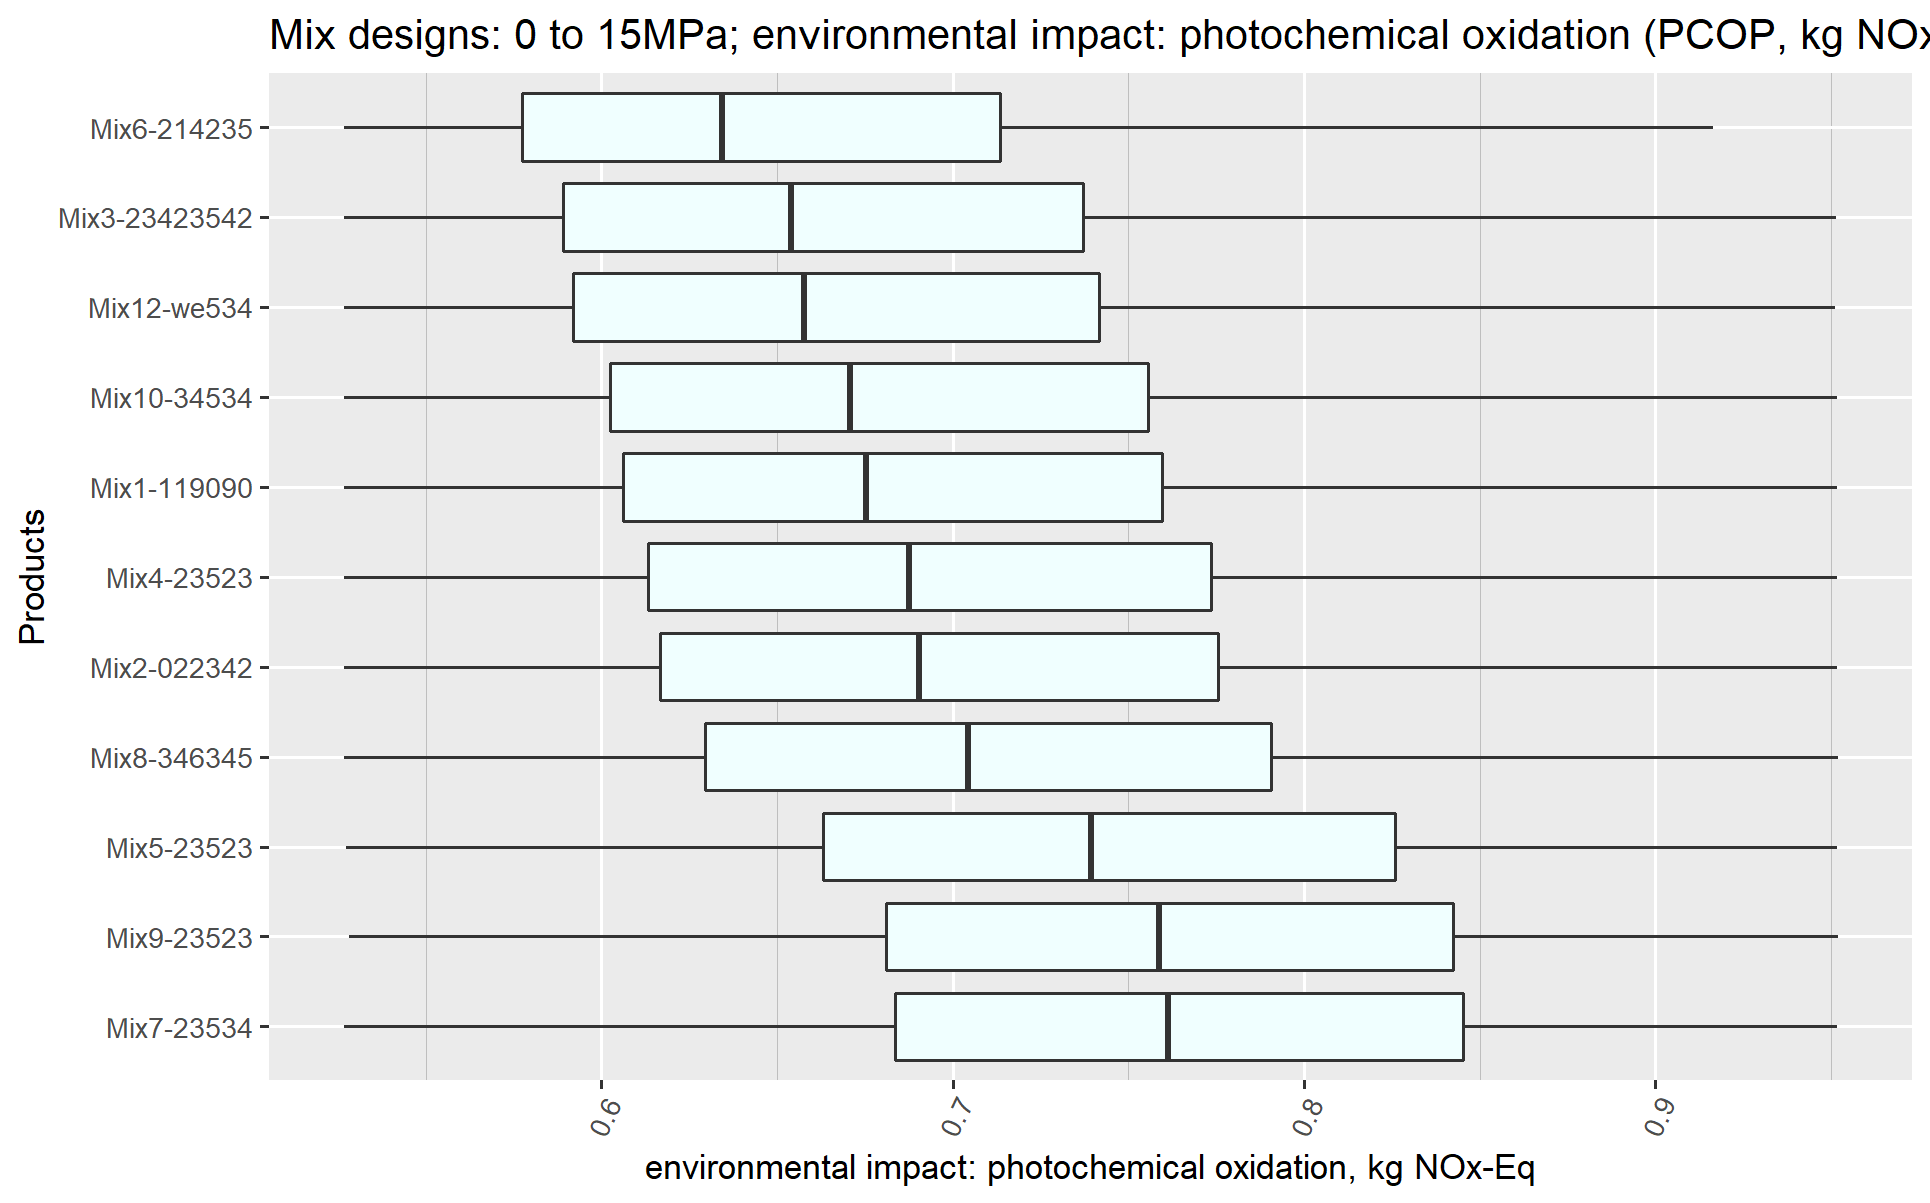 Mix designs: 0 to 15MPa; environmental impact: photochemical oxidation (PCOP, kg NOx
Products
Mix6-214235
Mix3-23423542
Mix12-we534
Mix10-34534
Mix1-119090
Mix4-23523
Mix2-022342
Mix8-346345
Mix5-23523
Mix9-23523
Mix7-23534
0.6
0.7
0.8
0.9
environmental impact: photochemical oxidation, kg NOx-Eq